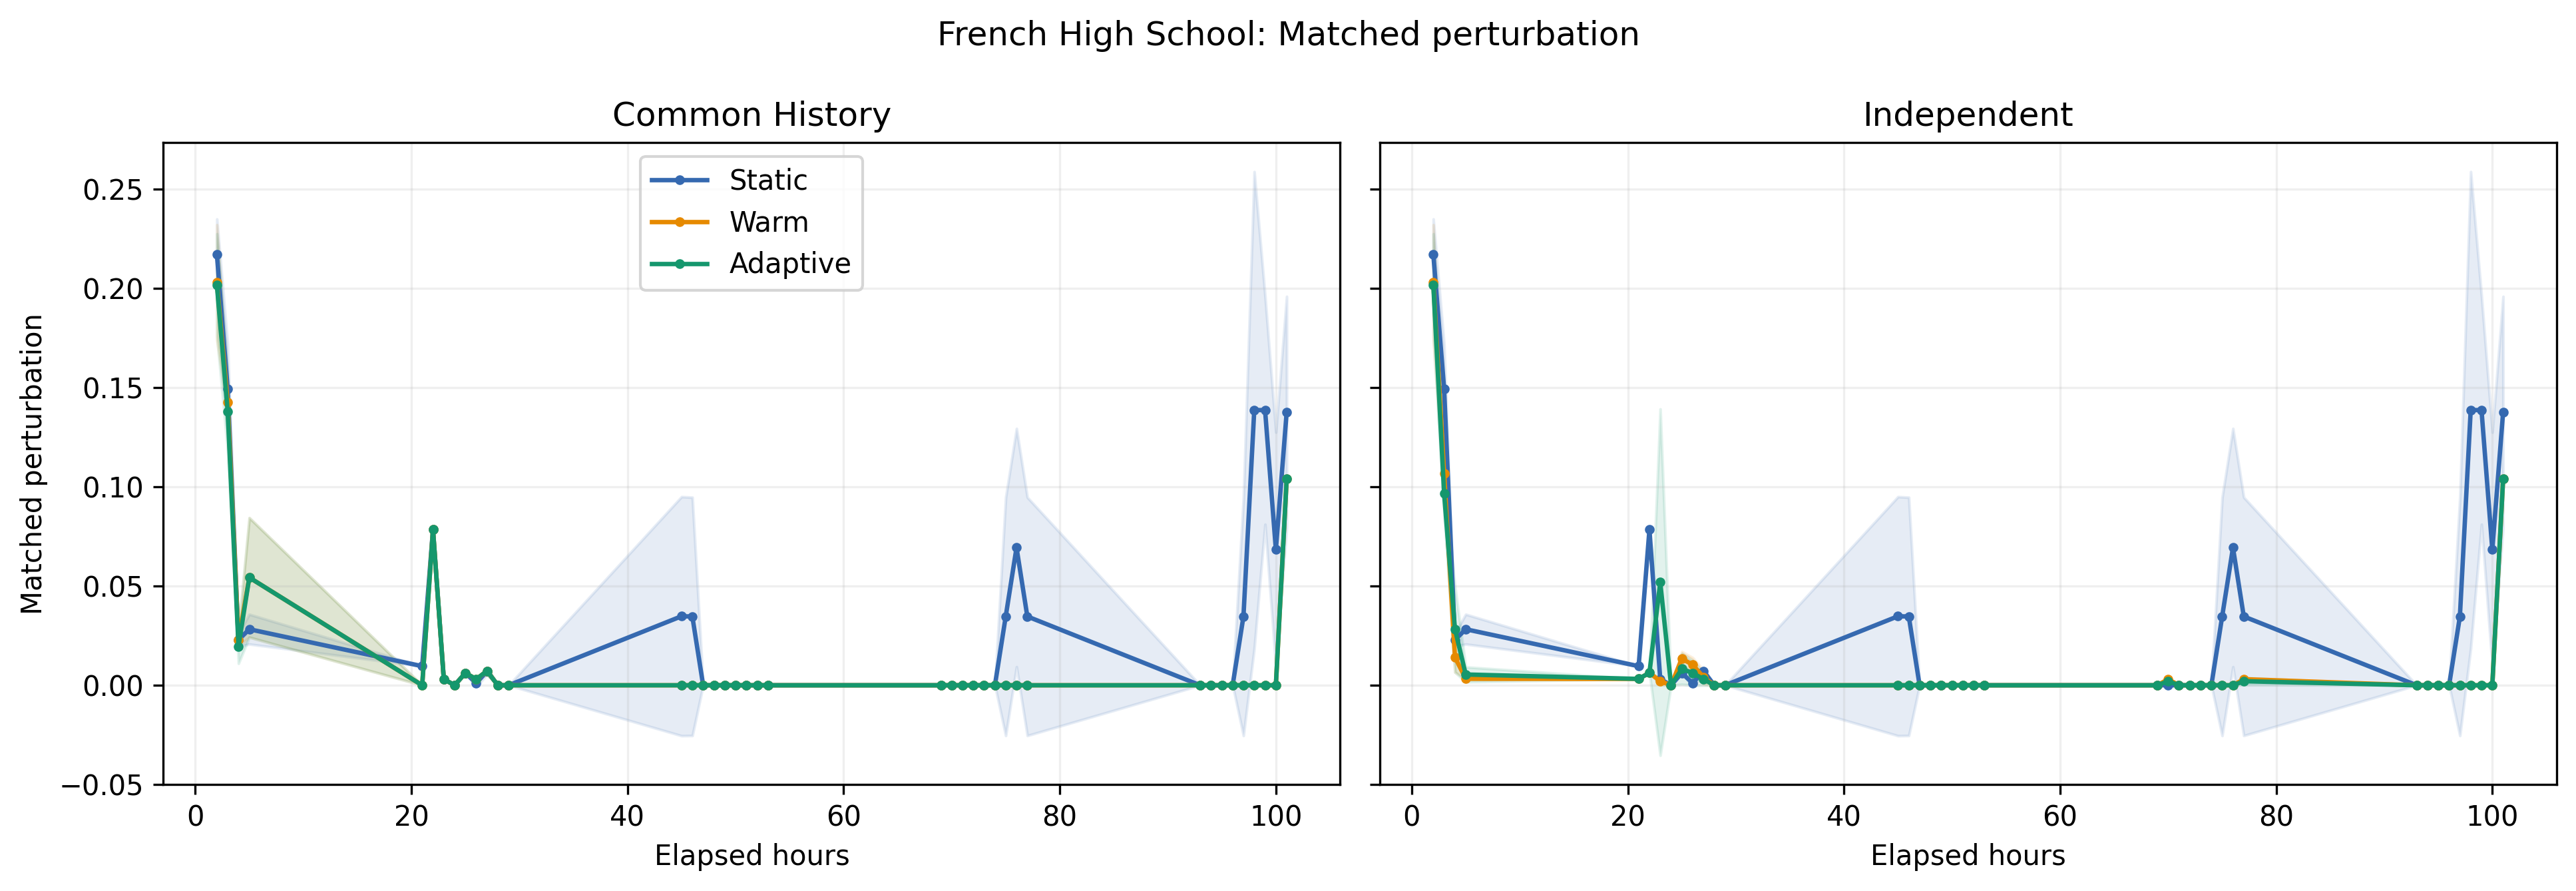 French High School: Matched perturbation
Common History
Independent
Matched perturbation
0.25
0.20
0.15
0.10
0.05
0.00
−0.05
Static
Warm
Adaptive
0 20 40 60 80 100
0 20 40 60 80 100
Elapsed hours
Elapsed hours